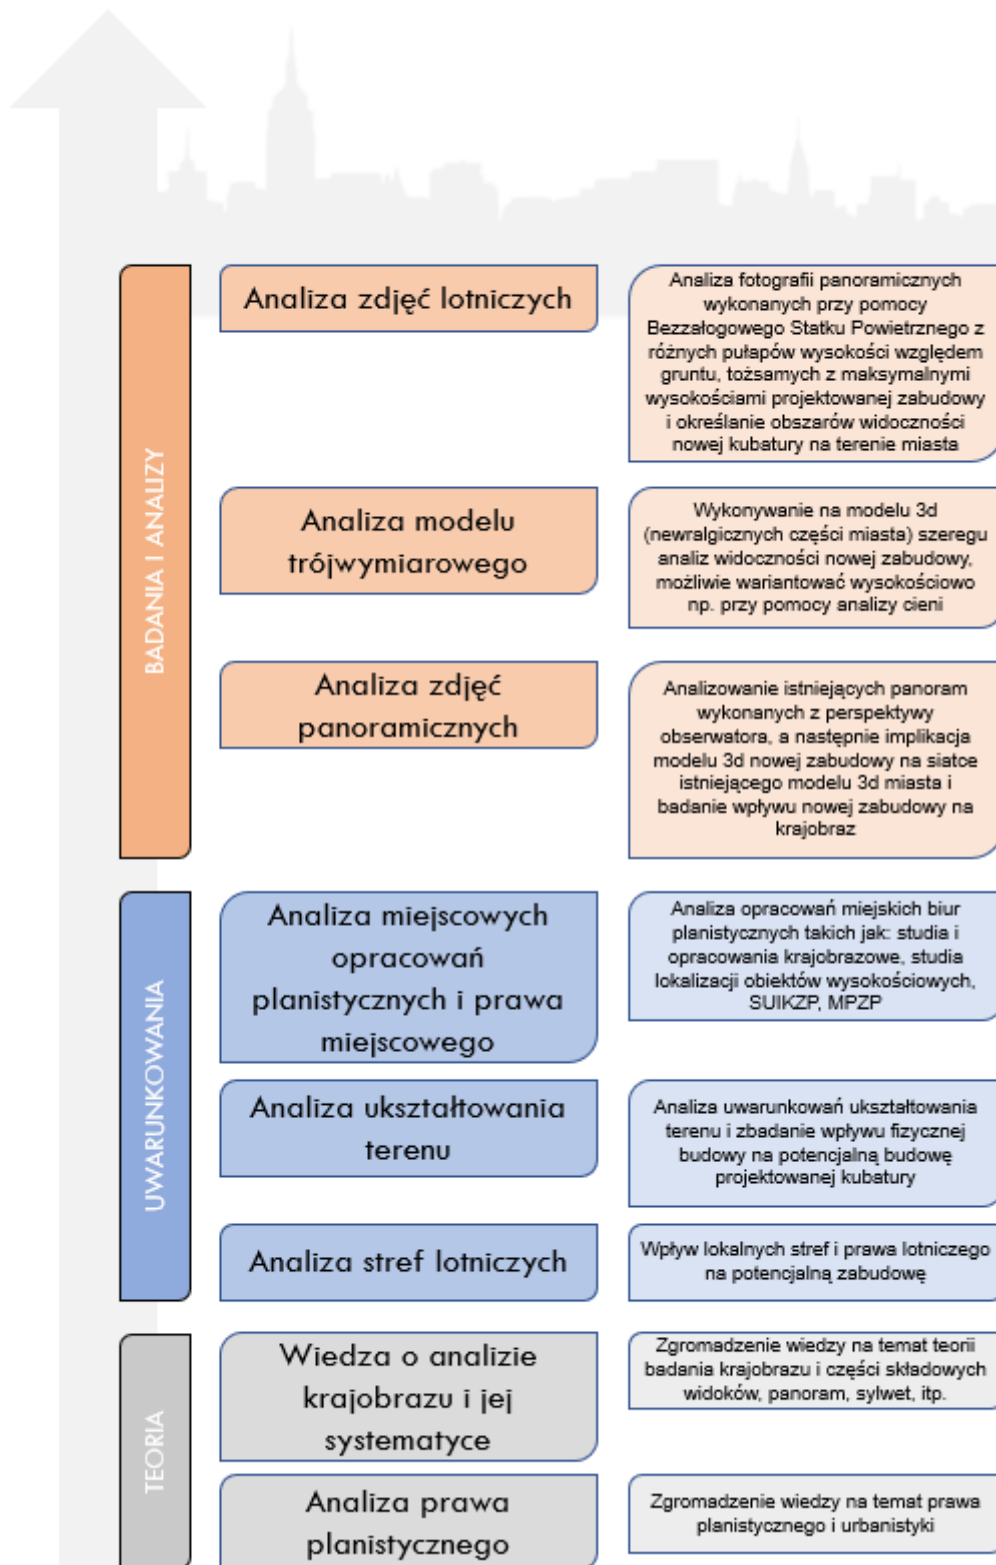 BADANIA I ANALIZY
Analiza zdjęć lotniczych
Analiza fotografii panoramicznych
wykonanych przy pomocy
Bezzałogowego Statku Powietrznego z
różnych pułapów wysokości względem
gruntu, tożsamych z maksymalnymi
wysokościami projektowanej zabudowy
i określanie obszarów widoczności
nowej kubatury na terenie miasta
Analiza modelu
trójwymiarowego
Wykonywanie na modelu 3d
(newralgicznych części miasta) szeregu
analiz widoczności nowej zabudowy,
możliwie wariantować wysokościowo
np. przy pomocy analizy cieni
Analiza zdjęć
panoramicznych
Analizowanie istniejących panoram
wykonanych z perspektywy
obserwatora, a następnie implikacja
modelu 3d nowej zabudowy na siatce
istniejącego modelu 3d miasta i
badanie wpływu nowej zabudowy na
krajobraz
UWARUNKOWANIA
Analiza miejscowych
opracowań
planistycznych i prawa
miejscowego
Analiza opracowań miejskich biur
planistycznych takich jak: studia i
opracowania krajobrazowe, studia
lokalizacji obiektów wysokościowych,
SUIKZP, MPZP
Analiza ukształtowania
terenu
Analiza uwarunkowań ukształtowania
terenu i zbadanie wpływu fizycznej
budowy na potencjalną budowę
projektowanej kubatury
Analiza stref lotniczych
Wpływ lokalnych stref i prawa lotniczego
na potencjalną zabudowę
TEORIA
Wiedza o analizie
krajobrazu i jej
systematyce
Zgromadzenie wiedzy na temat teorii
badania krajobrazu i części składowych
widoków, panoram, sylwet, itp.
Analiza prawa
planistycznego
Zgromadzenie wiedzy na temat prawa
planistycznego i urbanistyki